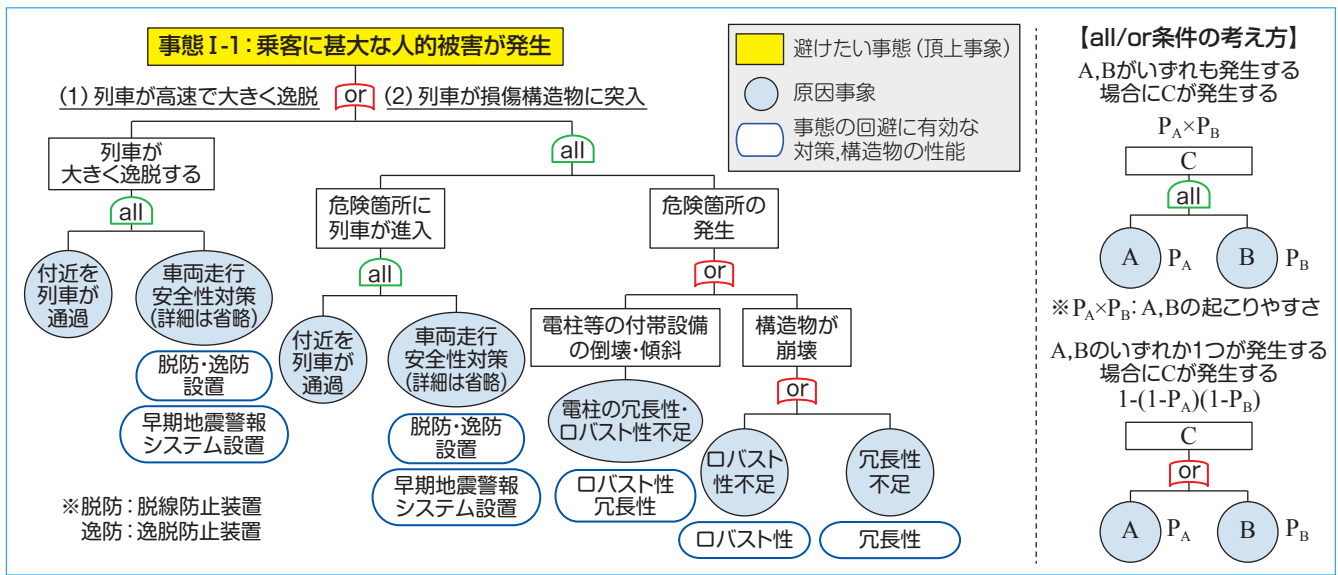 事態Ⅰ-1：乗客に甚大な人的被害が発生
(1) 列車が高速で大きく逸脱
or
(2) 列車が損傷構造物に突入
列車が
大きく逸脱する
all
付近を
列車が
通過
車両走行
安全性対策
(詳細は省略)
脱防・逸防
設置
早期地震警報
システム設置
all
危険箇所に
列車が進入
all
付近を
列車が
通過
車両走行
安全性対策
(詳細は省略)
脱防・逸防
設置
早期地震警報
システム設置
危険箇所の
発生
or
電柱等の付帯設備
の倒壊・傾斜
電柱の冗長性・
ロバスト性不足
ロバスト性
冗長性
構造物が
崩壊
or
ロバスト
性不足
ロバスト性
冗長性
不足
冗長性
※脱防：脱線防止装置
逸防：逸脱防止装置
避けたい事態（頂上事象）
原因事象
事態の回避に有効な
対策,構造物の性能
【all/or条件の考え方】
A,Bがいずれも発生する
場合にCが発生する
PA×PB
C
all
A PA B PB
※PA×PB：A,Bの起こりやすさ
A,Bのいずれか1つが発生する
場合にCが発生する
1-(1-PA)(1-PB)
C
or
A PA B PB